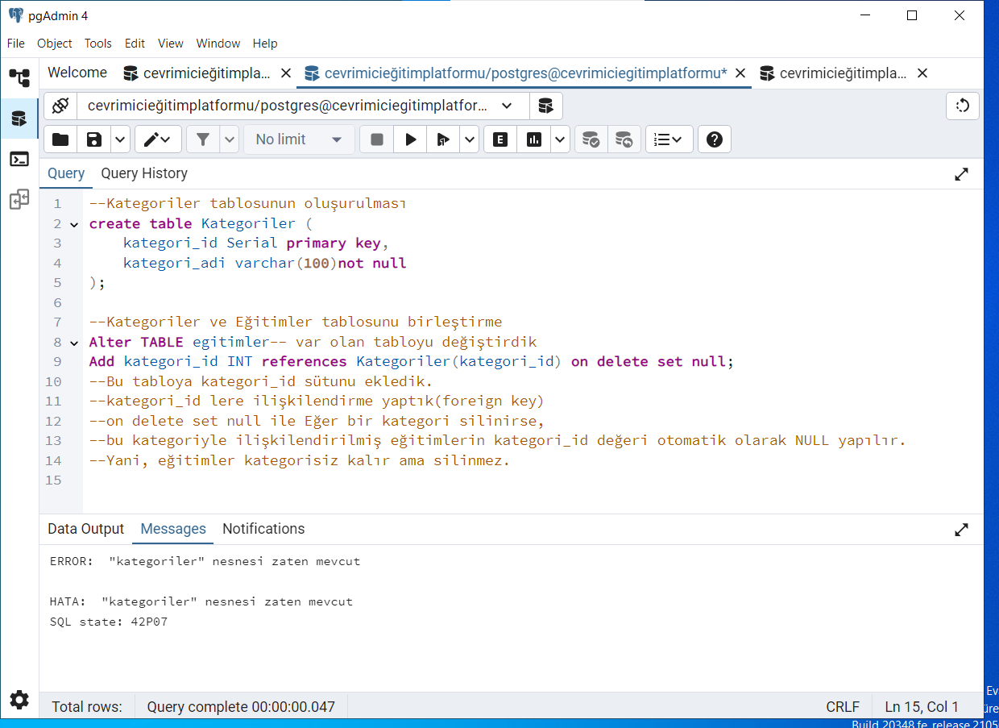 pgAdmin 4
File Object Tools Edit View Window Help
Welcome cevrimicieğitimpla... cevrimicieğitimplatformu/postgres@cevrimiciegitimplatformu* cevrimicieğitimpla...
cevrimicieğitimplatformu/postgres@cevrimiciegitimplatfor...
No limit
E
Query Query History
1 --Kategoriler tablosunun oluşurulması
2 create table Kategoriler (
3 kategori_id Serial primary key,
4 kategori_adi varchar(100)not null
5 );
6
7 --Kategoriler ve Eğitimler tablosunu birleştirme
8 Alter TABLE egitimler-- var olan tabloyu değiştirdik
9 Add kategori_id INT references Kategoriler(kategori_id) on delete set null;
10 --Bu tabloya kategori_id sütunu ekledik.
11 --kategori_id lere ilişkilendirme yaptık(foreign key)
12 --on delete set null ile Eğer bir kategori silinirse,
13 --bu kategoriyle ilişkilendirilmiş eğitimlerin kategori_id değeri otomatik olarak NULL yapılır.
14 --Yani, eğitimler kategorisiz kalır ama silinmez.
15
Data Output Messages Notifications
ERROR: "kategoriler" nesnesi zaten mevcut
HATA: "kategoriler" nesnesi zaten mevcut
SQL state: 42P07
Total rows: Query complete 00:00:00.047 CRLF Ln 15, Col 1
Build 20348.fe_release.2105